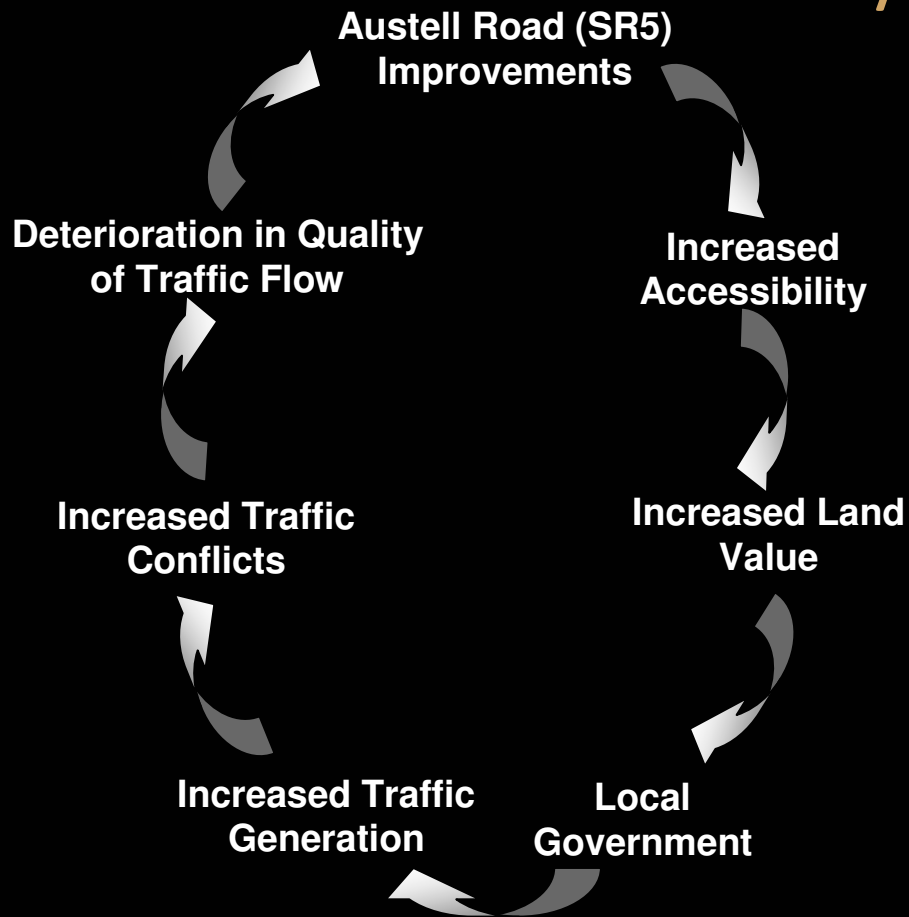 Austell Road (SR5)
Improvements
Increased
Accessibility
Increased Land
Value
Local
Government
Increased Traffic
Generation
Increased Traffic
Conflicts
Deterioration in Quality
of Traffic Flow